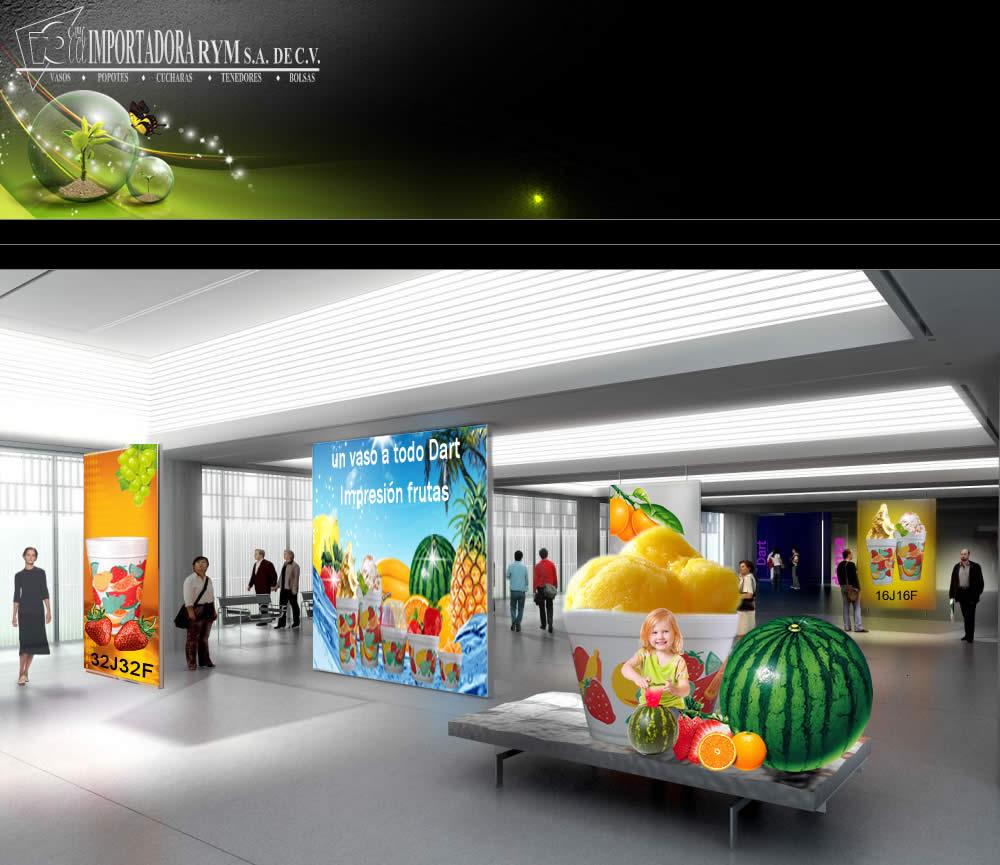 IMPORTADORA RYM S.A. DE C.V.
VASOS ♦ POPOTES ♦ CUCHARAS ♦ TENEDORES ♦ BOLSAS
un vaso a todo Dart
Impresión frutas
32J32F
Dart
16J16F